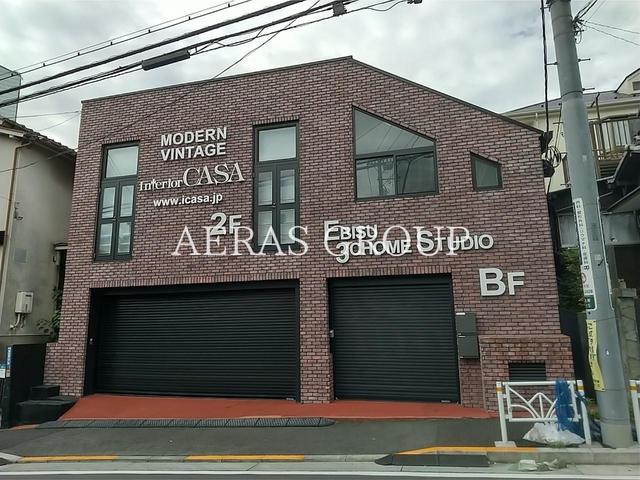 MODERN
VINTAGE
Interior CASA
www.icasa.jp
2F
EBISU
3CHOME STUDIO
BF
AERAS GROUP